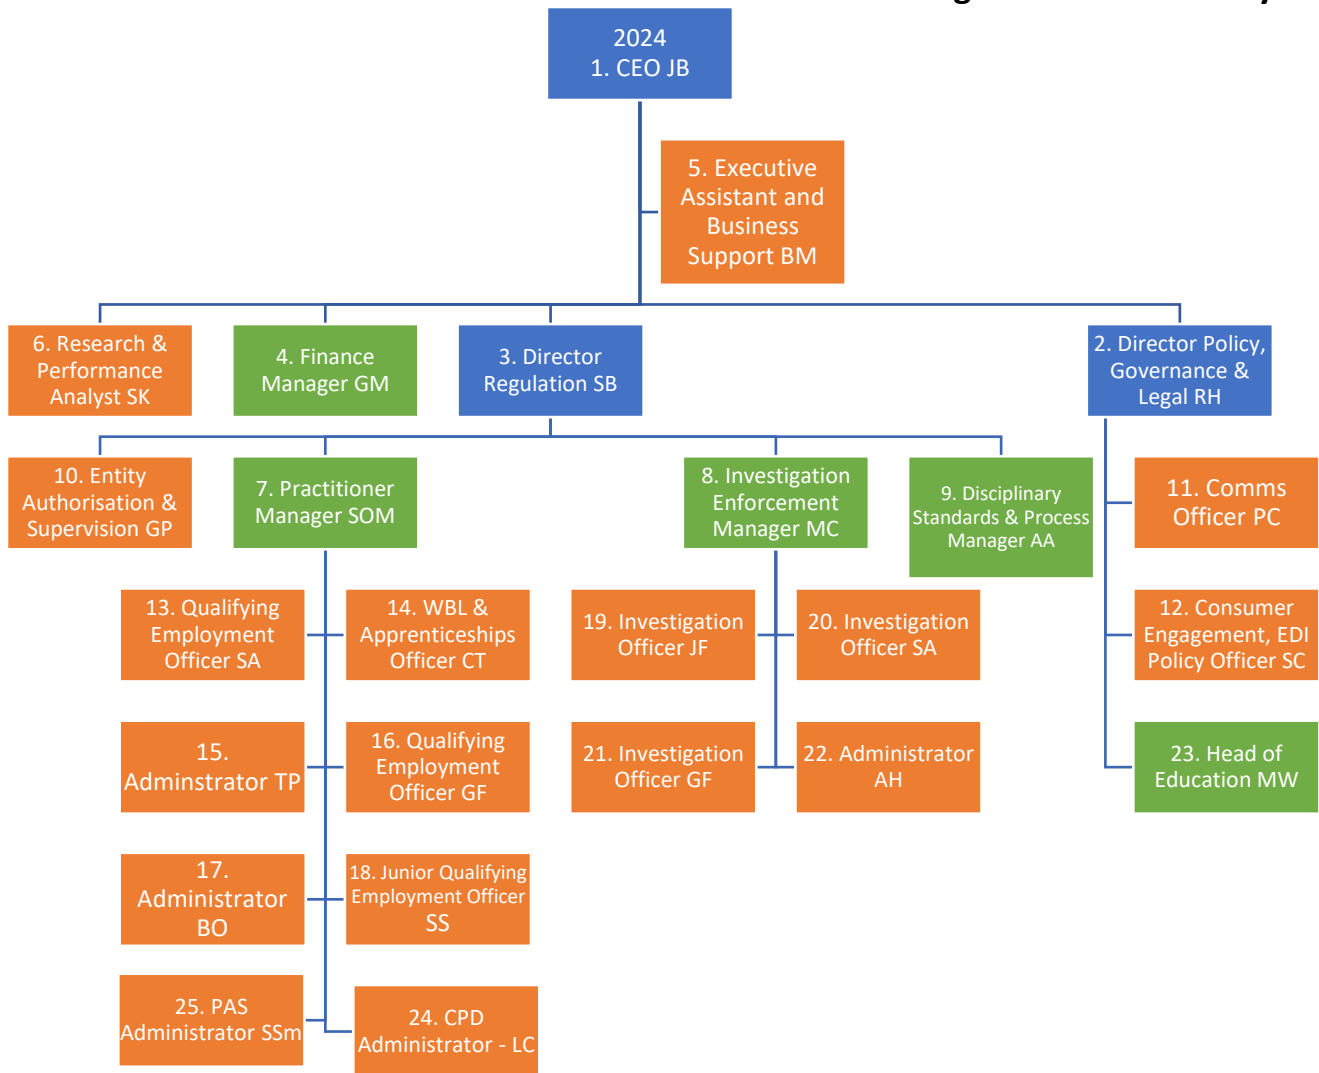 2024
1. CEO JB
5. Executive
Assistant and
Business
Support BM
6. Research &
Performance
Analyst SK
4. Finance
Manager GM
3. Director
Regulation SB
2. Director Policy,
Governance &
Legal RH
10. Entity
Authorisation &
Supervision GP
7. Practitioner
Manager SOM
8. Investigation
Enforcement
Manager MC
9. Disciplinary
Standards & Process
Manager AA
11. Comms
Officer PC
13. Qualifying
Employment
Officer SA
14. WBL &
Apprenticeships
Officer CT
19. Investigation
Officer JF
20. Investigation
Officer SA
12. Consumer
Engagement, EDI
Policy Officer SC
15.
Adminstrator TP
16. Qualifying
Employment
Officer GF
21. Investigation
Officer GF
22. Administrator
AH
23. Head of
Education MW
17.
Administrator
BO
18. Junior Qualifying
Employment Officer
SS
25. PAS
Administrator SSm
24. CPD
Administrator - LC